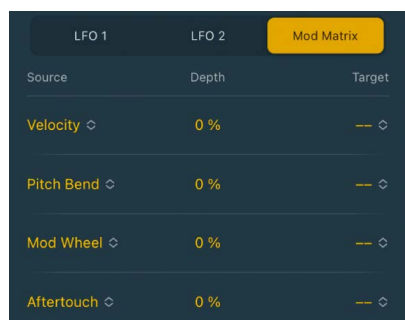 LFO 1 LFO 2 Mod Matrix
Source Depth Target
Velocity 0 % --
Pitch Bend 0 % --
Mod Wheel 0 % --
Aftertouch 0 % --